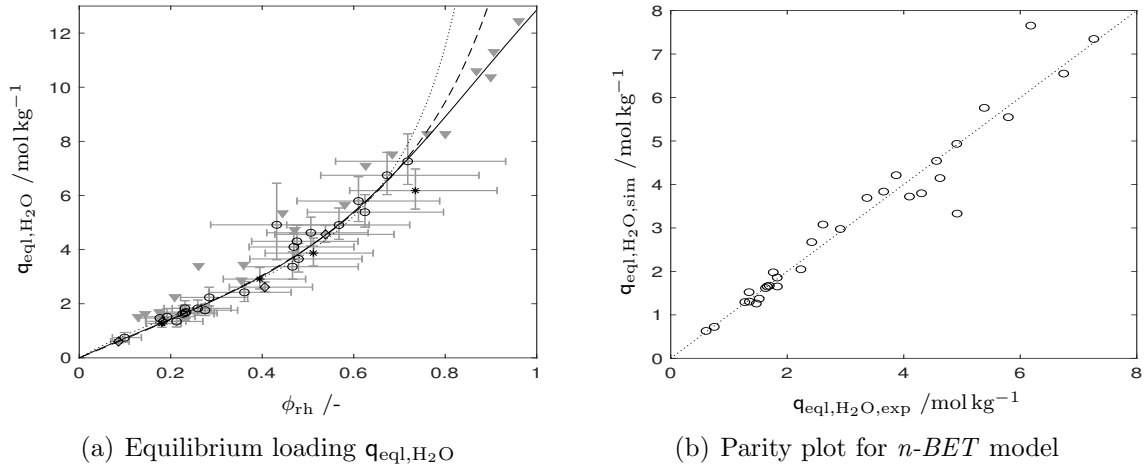 12
10
8
6
4
2
0
q_eql,H₂O /mol kg⁻¹
0 0.2 0.4 0.6 0.8 1
ϕ_rh /-
(a) Equilibrium loading q_eql,H₂O
8
7
6
5
4
3
2
1
0
q_eql,H₂O,sim /mol kg⁻¹
0 2 4 6 8
q_eql,H₂O,exp /mol kg⁻¹
(b) Parity plot for n-BET model